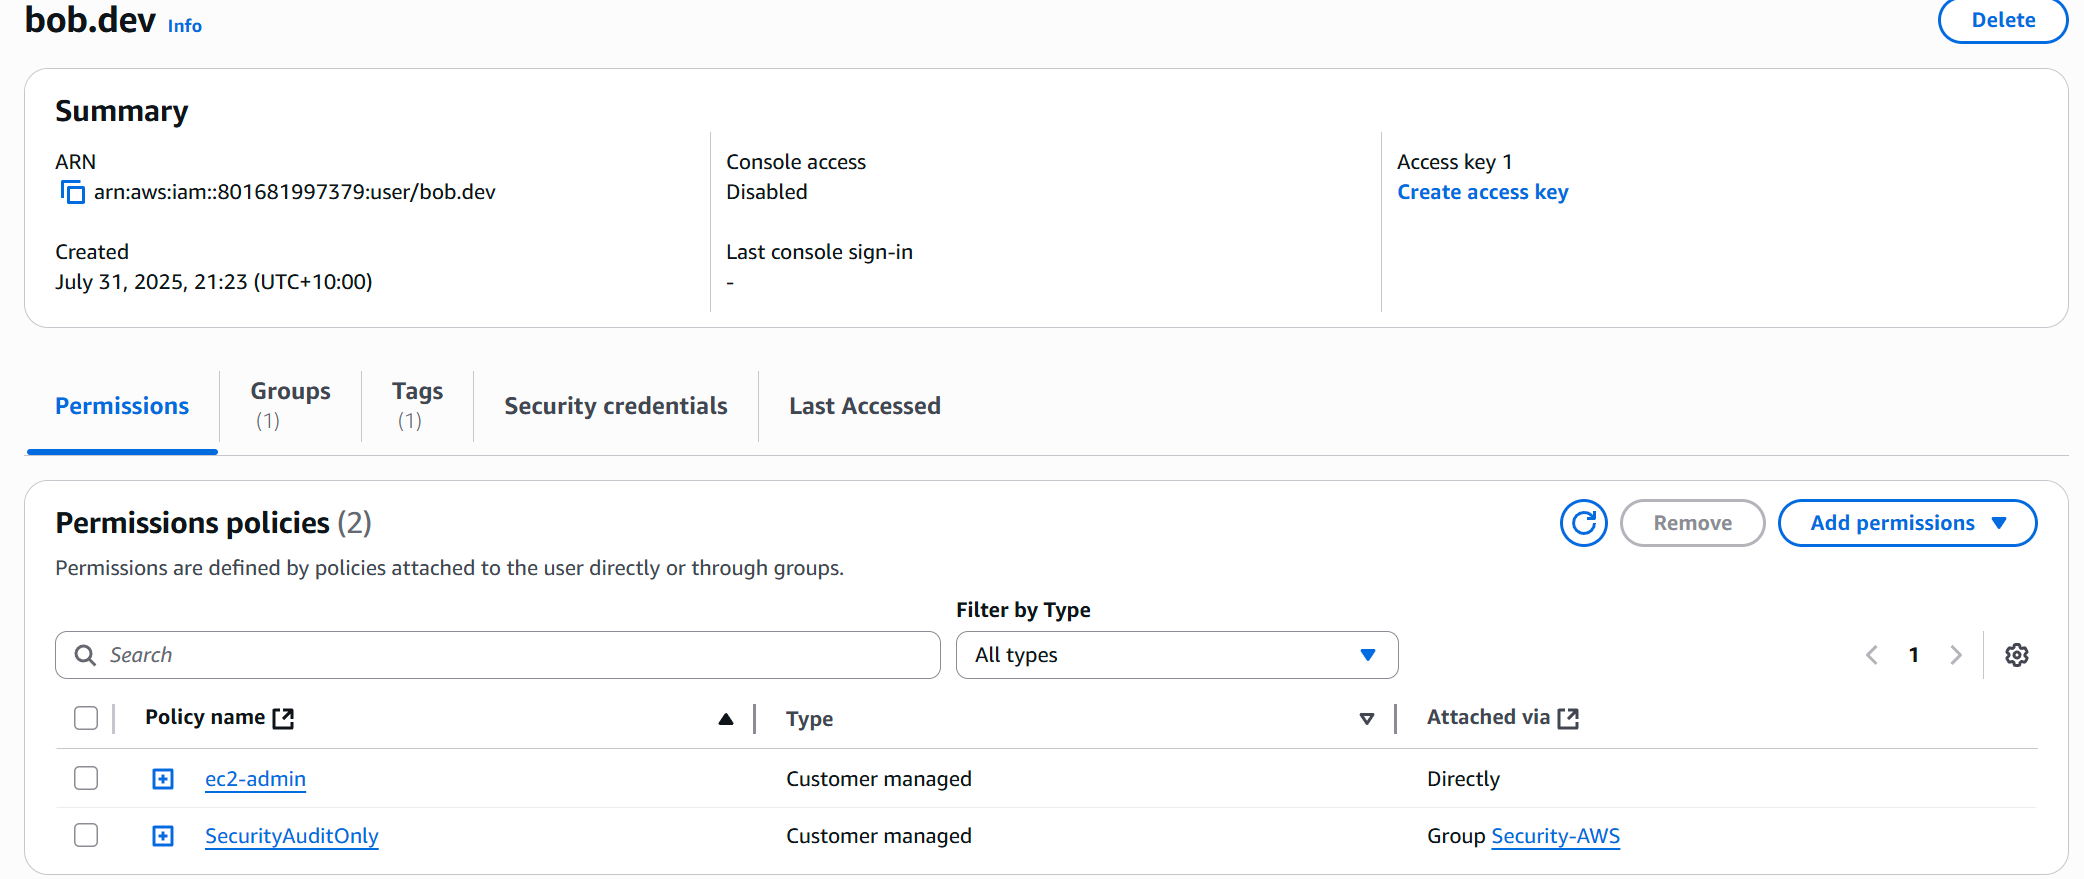 bob.dev Info
Delete
Summary
ARN
arn:aws:iam::801681997379:user/bob.dev
Created
July 31, 2025, 21:23 (UTC+10:00)
Console access
Disabled
Last console sign-in
-
Access key 1
Create access key
Permissions
Groups
(1)
Tags
(1)
Security credentials
Last Accessed
Permissions policies (2)
Remove
Add permissions
Permissions are defined by policies attached to the user directly or through groups.
Filter by Type
Search
All types
1
Policy name
Type
Attached via
ec2-admin
Customer managed
Directly
SecurityAuditOnly
Customer managed
Group Security-AWS